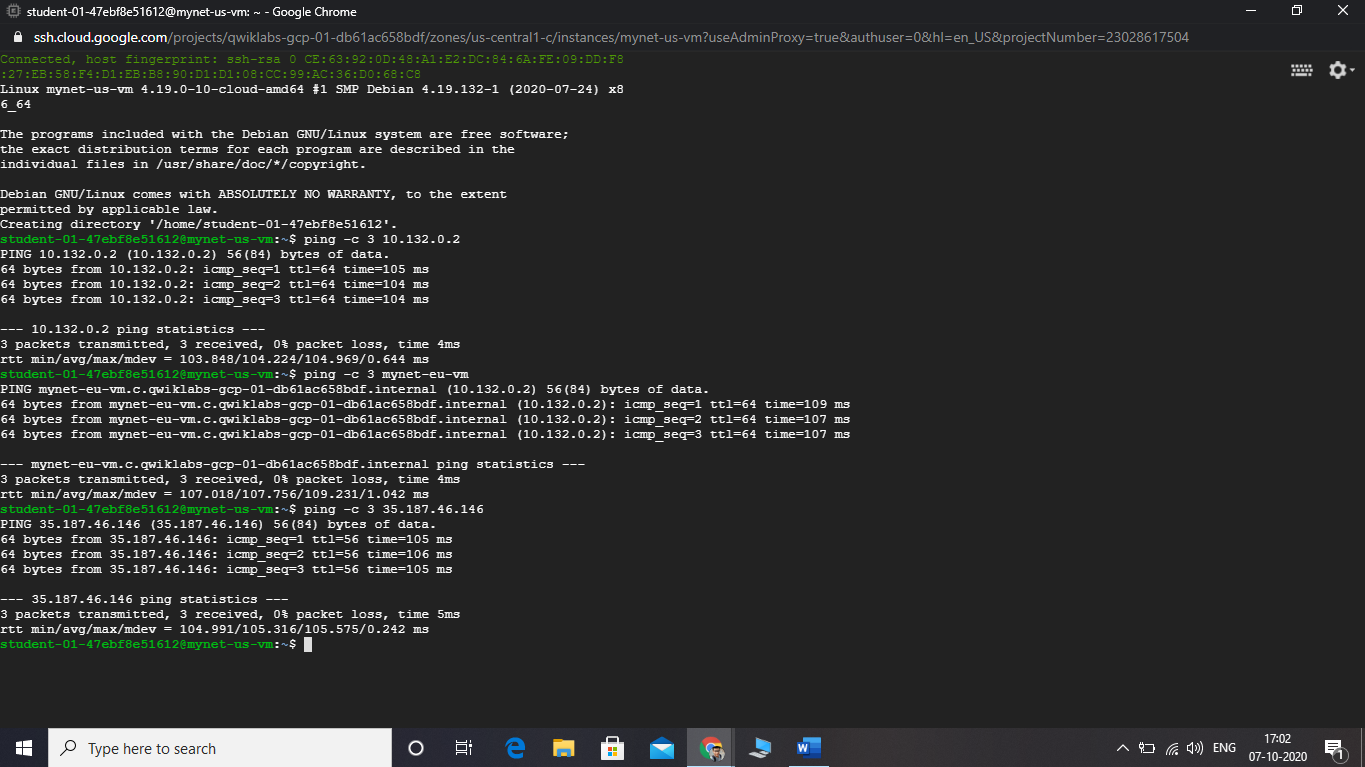 student-01-47ebf8e51612@mynet-us-vm: ~ - Google Chrome
ssh.cloud.google.com/projects/qwiklabs-gcp-01-db61ac658bdf/zones/us-central1-c/instances/mynet-us-vm?useAdminProxy=true&authuser=0&hl=en_US&projectNumber=23028617504
Connected, host fingerprint: ssh-rsa 0 CE:63:92:0D:48:A1:E2:DC:84:6A:FE:09:DD:F8
:27:EB:58:F4:D1:EB:B8:90:D1:D1:08:CC:99:AC:36:D0:68:C8
Linux mynet-us-vm 4.19.0-10-cloud-amd64 #1 SMP Debian 4.19.132-1 (2020-07-24) x8
6_64
The programs included with the Debian GNU/Linux system are free software;
the exact distribution terms for each program are described in the
individual files in /usr/share/doc/*/copyright.
Debian GNU/Linux comes with ABSOLUTELY NO WARRANTY, to the extent
permitted by applicable law.
Creating directory '/home/student-01-47ebf8e51612'.
student-01-47ebf8e51612@mynet-us-vm:~$ ping -c 3 10.132.0.2
PING 10.132.0.2 (10.132.0.2) 56(84) bytes of data.
64 bytes from 10.132.0.2: icmp_seq=1 ttl=64 time=105 ms
64 bytes from 10.132.0.2: icmp_seq=2 ttl=64 time=104 ms
64 bytes from 10.132.0.2: icmp_seq=3 ttl=64 time=104 ms
--- 10.132.0.2 ping statistics ---
3 packets transmitted, 3 received, 0% packet loss, time 4ms
rtt min/avg/max/mdev = 103.848/104.224/104.969/0.644 ms
student-01-47ebf8e51612@mynet-us-vm:~$ ping -c 3 mynet-eu-vm
PING mynet-eu-vm.c.qwiklabs-gcp-01-db61ac658bdf.internal (10.132.0.2) 56(84) bytes of data.
64 bytes from mynet-eu-vm.c.qwiklabs-gcp-01-db61ac658bdf.internal (10.132.0.2): icmp_seq=1 ttl=64 time=109 ms
64 bytes from mynet-eu-vm.c.qwiklabs-gcp-01-db61ac658bdf.internal (10.132.0.2): icmp_seq=2 ttl=64 time=107 ms
64 bytes from mynet-eu-vm.c.qwiklabs-gcp-01-db61ac658bdf.internal (10.132.0.2): icmp_seq=3 ttl=64 time=107 ms
--- mynet-eu-vm.c.qwiklabs-gcp-01-db61ac658bdf.internal ping statistics ---
3 packets transmitted, 3 received, 0% packet loss, time 4ms
rtt min/avg/max/mdev = 107.018/107.756/109.231/1.042 ms
student-01-47ebf8e51612@mynet-us-vm:~$ ping -c 3 35.187.46.146
PING 35.187.46.146 (35.187.46.146) 56(84) bytes of data.
64 bytes from 35.187.46.146: icmp_seq=1 ttl=56 time=105 ms
64 bytes from 35.187.46.146: icmp_seq=2 ttl=56 time=106 ms
64 bytes from 35.187.46.146: icmp_seq=3 ttl=56 time=105 ms
--- 35.187.46.146 ping statistics ---
3 packets transmitted, 3 received, 0% packet loss, time 5ms
rtt min/avg/max/mdev = 104.991/105.316/105.575/0.242 ms
student-01-47ebf8e51612@mynet-us-vm:~$
Type here to search
ENG
17:02
07-10-2020
1